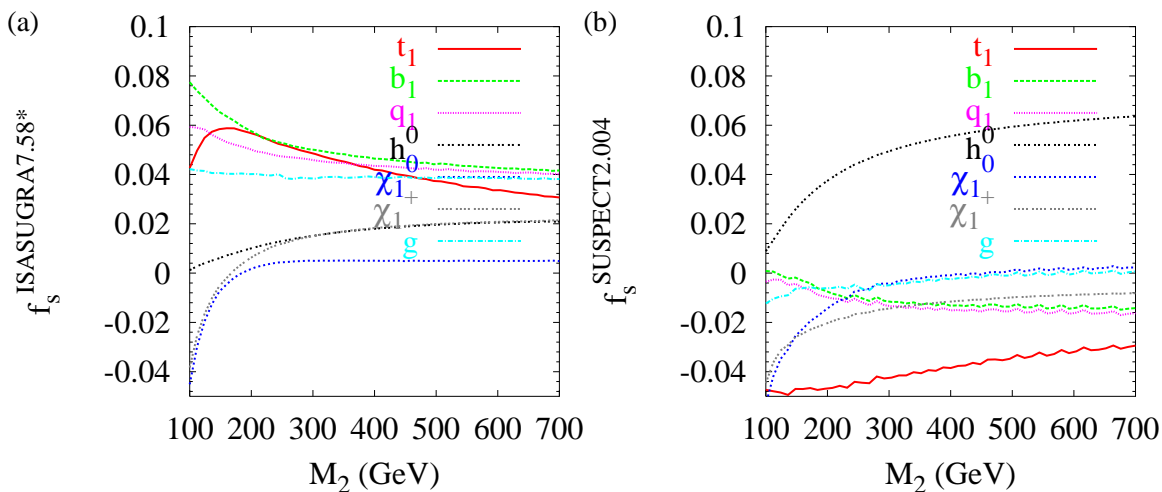 (a)
f_s^ISASUGRA7.58*
0.1
0.08
0.06
0.04
0.02
0
-0.02
-0.04
100 200 300 400 500 600 700
M_2 (GeV)
t_1
b_1
q_1
h^0
χ_1^0
χ_1^+
g
(b)
f_s^SUSPECT2.004
0.1
0.08
0.06
0.04
0.02
0
-0.02
-0.04
100 200 300 400 500 600 700
M_2 (GeV)
t_1
b_1
q_1
h^0
χ_1^0
χ_1^+
g